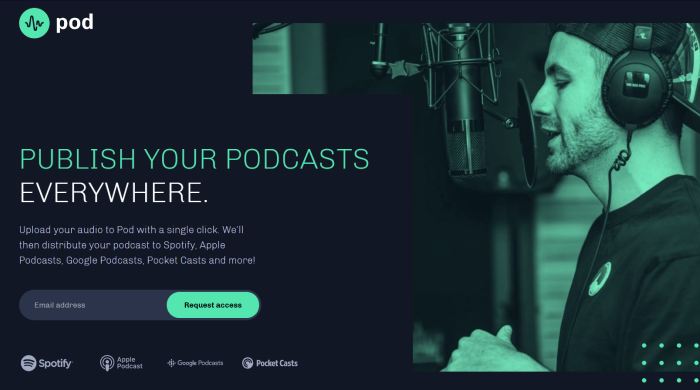 pod
PUBLISH YOUR PODCASTS
EVERYWHERE.
Upload your audio to Pod with a single click. We'll
then distribute your podcast to Spotify, Apple
Podcasts, Google Podcasts, Pocket Casts and more!
Email address
Request access
Spotify
Apple
Podcast
Google Podcasts
Pocket Casts